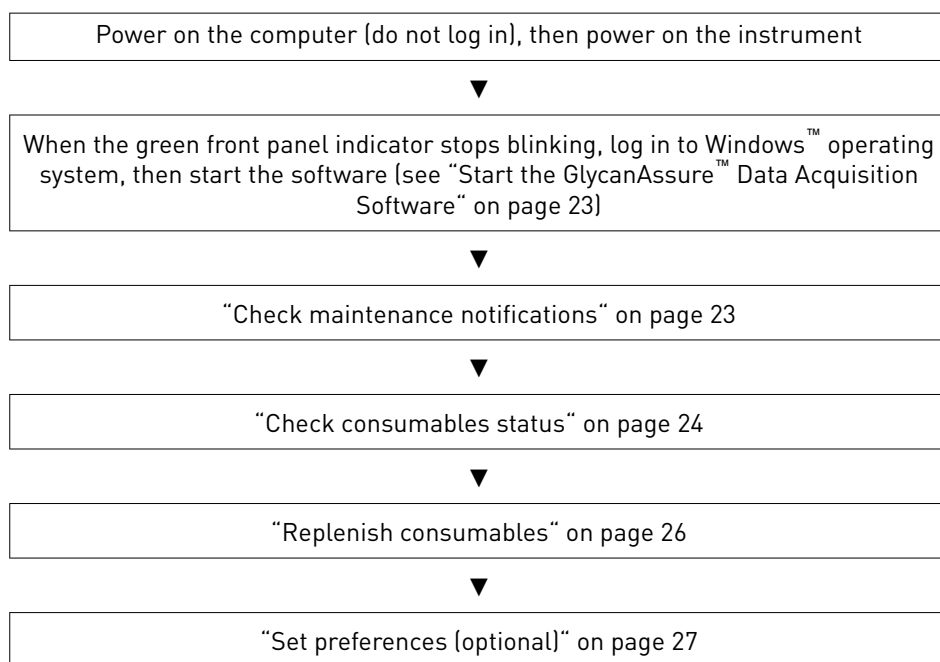 Power on the computer (do not log in), then power on the instrument
▼
When the green front panel indicator stops blinking, log in to Windows™ operating
system, then start the software (see “Start the GlycanAssure™ Data Acquisition
Software“ on page 23)
▼
“Check maintenance notifications“ on page 23
▼
“Check consumables status“ on page 24
▼
“Replenish consumables“ on page 26
▼
“Set preferences (optional)“ on page 27